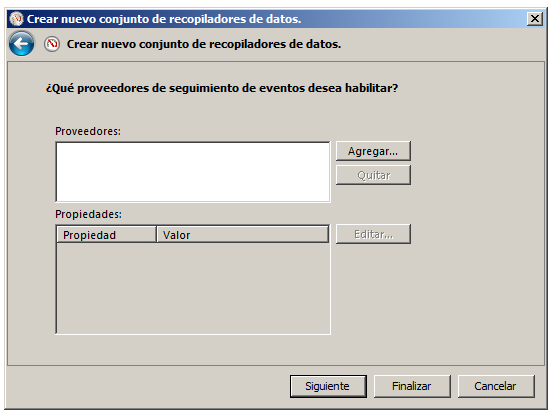 Crear nuevo conjunto de recopiladores de datos.
Crear nuevo conjunto de recopiladores de datos.
¿Qué proveedores de seguimiento de eventos desea habilitar?
Proveedores:
Agregar...
Quitar
Propiedades:
Propiedad Valor
Editar...
Siguiente Finalizar Cancelar